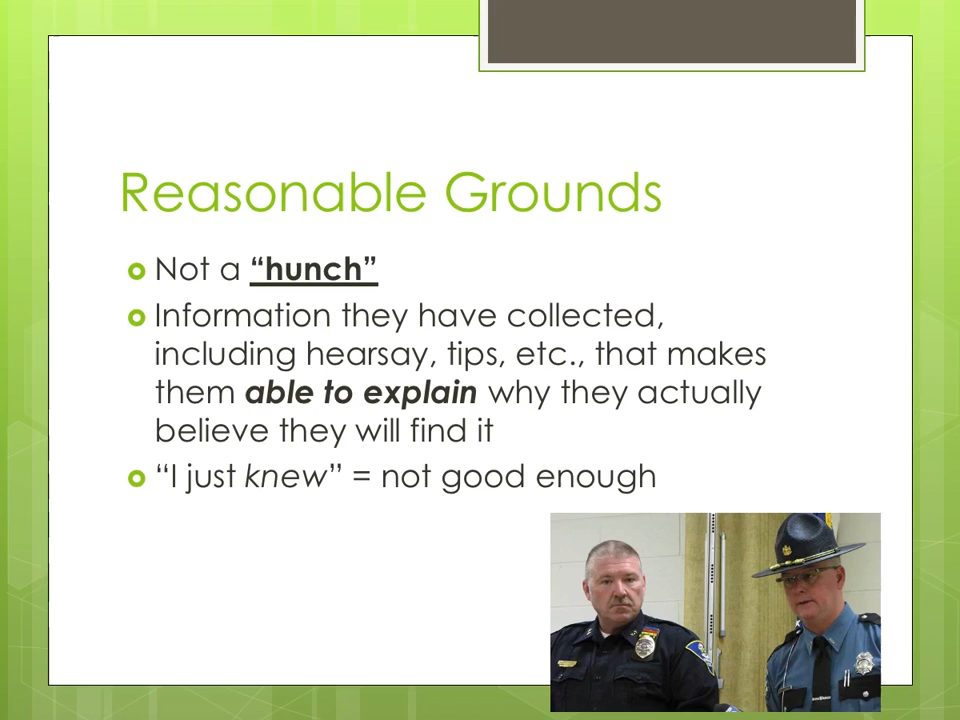 Reasonable Grounds
Not a “hunch”
Information they have collected,
including hearsay, tips, etc., that makes
them able to explain why they actually
believe they will find it
“I just knew” = not good enough